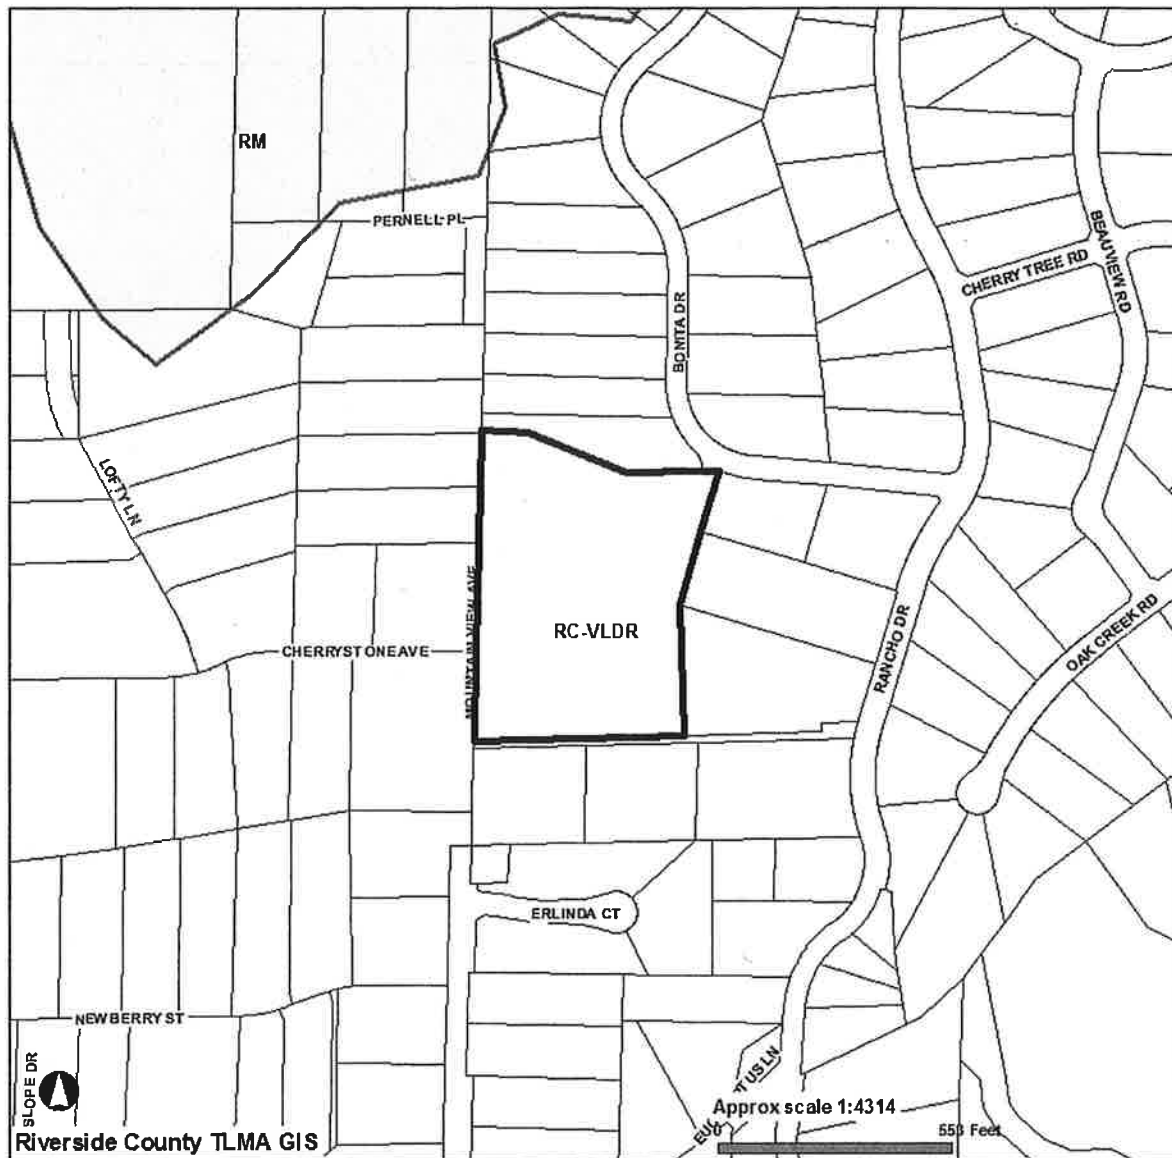 RM
PERNELL PL
BEAUVIEW RD
CHERRY TREE RD
BONITA DR
LOFTY LN
MOUNTAIN VIEW AVE
RC-VLDR
CHERRYSTONE AVE
RANCHO DR
OAK CREEK RD
ERLINDA CT
NEWBERRY ST
SLOPE DR
LN
Approx scale 1:4314
0
553 Feet
Riverside County TLMA GIS